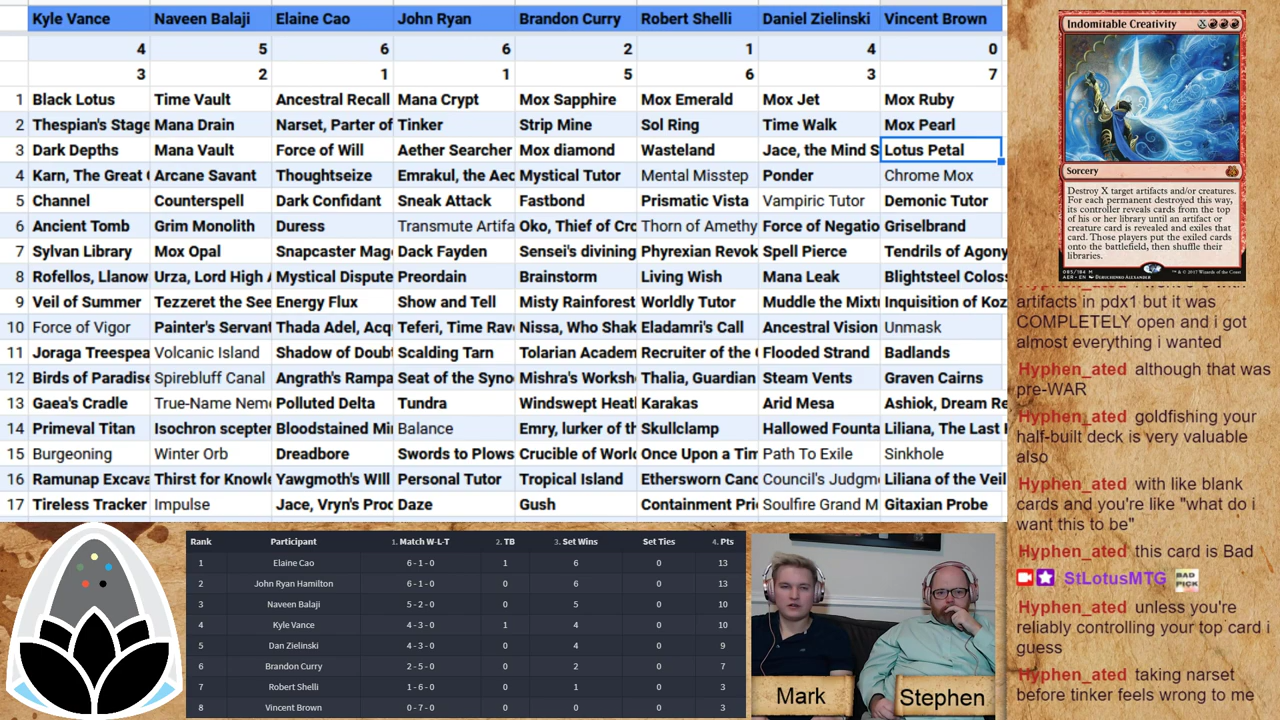 Kyle Vance Naveen Balaji Elaine Cao John Ryan Brandon Curry Robert Shelli Daniel Zielinski Vincent Brown
4 5 6 6 2 1 4 0
3 2 1 1 5 6 3 7
1 Black Lotus Time Vault Ancestral Recall Mana Crypt Mox Sapphire Mox Emerald Mox Jet Mox Ruby
2 Thespian's Stage Mana Drain Narset, Parter of Tinker Strip Mine Sol Ring Time Walk Mox Pearl
3 Dark Depths Mana Vault Force of Will Aether Searcher Mox diamond Wasteland Jace, the Mind S Lotus Petal
4 Karn, The Great Arcane Savant Thoughtseize Emrakul, the Aeo Mystical Tutor Mental Misstep Ponder Chrome Mox
5 Channel Counterspell Dark Confidant Sneak Attack Fastbond Prismatic Vista Vampiric Tutor Demonic Tutor
6 Ancient Tomb Grim Monolith Duress Transmute Artifa Oko, Thief of Cro Thorn of Amethy Force of Negatio Griselbrand
7 Sylvan Library Mox Opal Snapcaster Mag Dack Fayden Sensei's divining Phyrexian Revok Spell Pierce Tendrils of Agony
8 Rofellos, Llanow Urza, Lord High A Mystical Dispute Preordain Brainstorm Living Wish Mana Leak Blightsteel Colos
9 Veil of Summer Tezzeret the See Energy Flux Show and Tell Misty Rainforest Worldly Tutor Muddle the Mixt Inquisition of Koz
10 Force of Vigor Painter's Servant Thada Adel, Acq Teferi, Time Rav Nissa, Who Shak Eladamri's Call Ancestral Vision Unmask
11 Joraga Treespea Volcanic Island Shadow of Doub Scalding Tarn Tolarian Academ Recruiter of the Flooded Strand Badlands
12 Birds of Paradise Spirebluff Canal Angrath's Rampa Seat of the Syno Mishra's Worksh Thalia, Guardian Steam Vents Graven Cairns
13 Gaea's Cradle True-Name Nem Polluted Delta Tundra Windswept Heat Karakas Arid Mesa Ashiok, Dream Re
14 Primeval Titan Isochron scepter Bloodstained Mi Balance Emry, lurker of th Skullclamp Hallowed Founta Liliana, The Last
15 Burgeoning Winter Orb Dreadbore Swords to Plows Crucible of Worl Once Upon a Tim Path To Exile Sinkhole
16 Ramunap Excava Thirst for Knowle Yawgmoth's WIll Personal Tutor Tropical Island Ethersworn Cano Council's Judgm Liliana of the Veil
17 Tireless Tracker Impulse Jace, Vryn's Proc Daze Gush Containment Pri Soulfire Grand M Gitaxian Probe
Indomitable Creativity X
Sorcery
Destroy X target artifacts and/or creatures.
For each permanent destroyed this way,
its controller reveals cards from the top
of his or her library until an artifact or
creature card is revealed and exiles that
card. Those players put the exiled cards
onto the battlefield, then shuffle their
libraries.
artifacts in pdx1 but it was
COMPLETELY open and i got
almost everything i wanted
Hyphen_ated although that was
pre-WAR
Hyphen_ated goldfishing your
half-built deck is very valuable
also
Hyphen_ated with like blank
cards and you're like "what do i
want this to be"
Hyphen_ated this card is Bad
StLotusMTG BAD PICK
Hyphen_ated unless you're
reliably controlling your top card i
guess
Hyphen_ated taking narset
before tinker feels wrong to me
Rank Participant 1. Match W-L-T 2. TB 3. Set Wins Set Ties 4. Pts
1 Elaine Cao 6 - 1 - 0 1 6 0 13
2 John Ryan Hamilton 6 - 1 - 0 0 6 0 13
3 Naveen Balaji 5 - 2 - 0 0 5 0 10
4 Kyle Vance 4 - 3 - 0 1 4 0 10
5 Dan Zielinski 4 - 3 - 0 0 4 0 9
6 Brandon Curry 2 - 5 - 0 0 2 0 7
7 Robert Shelli 1 - 6 - 0 0 1 0 3
8 Vincent Brown 0 - 7 - 0 0 0 0 3
Mark
Stephen